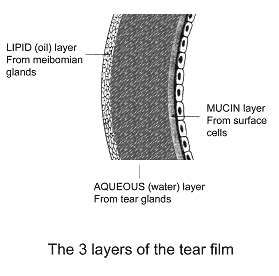 LIPID (oil) layer
From meibomian
glands
MUCIN layer
From surface
cells
AQUEOUS (water) layer
From tear glands
The 3 layers of the tear film